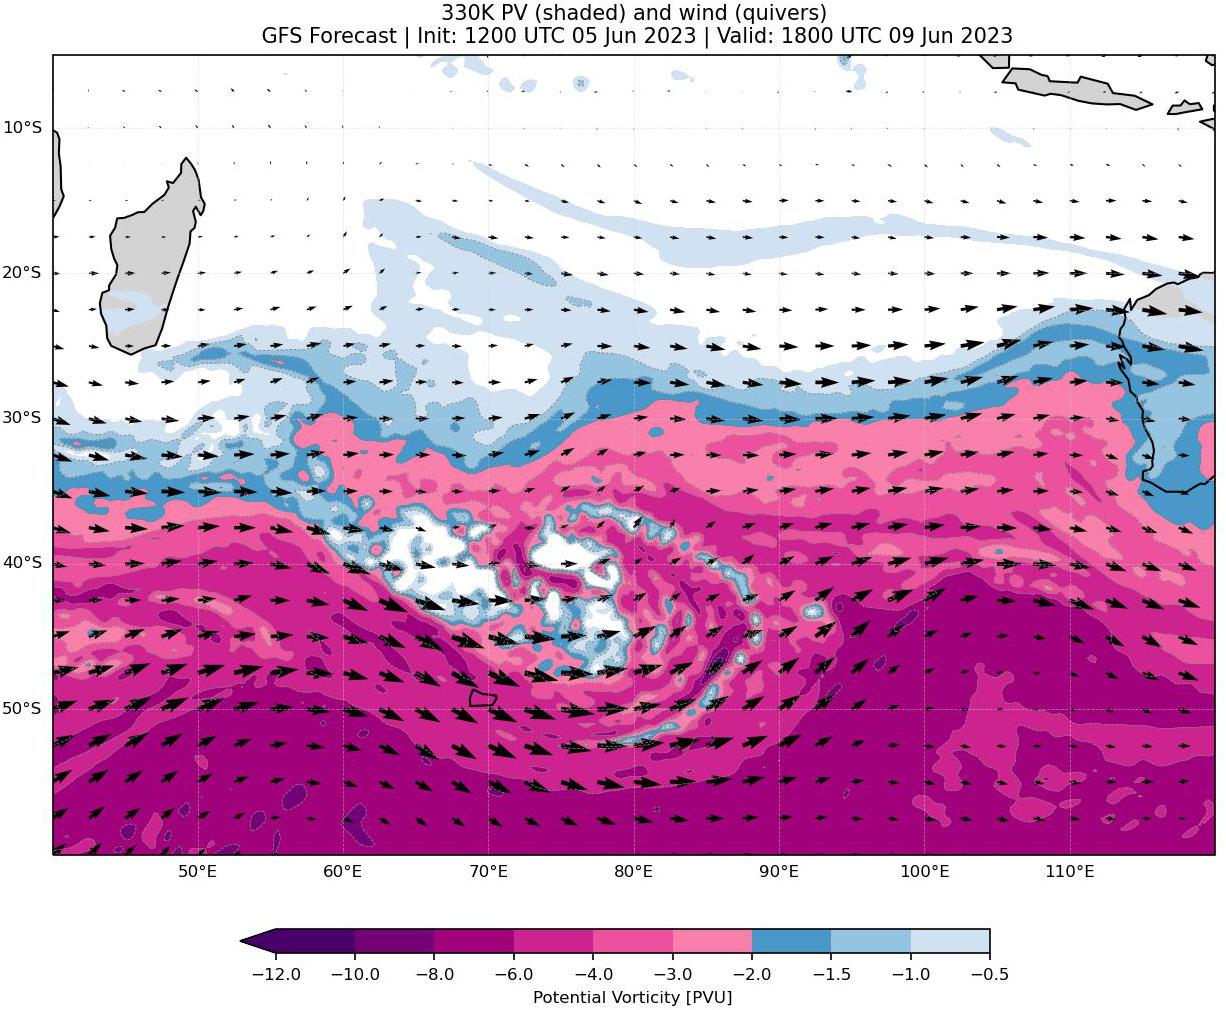 330K PV (shaded) and wind (quivers)
GFS Forecast | Init: 1200 UTC 05 Jun 2023 | Valid: 1800 UTC 09 Jun 2023
10°S
20°S
30°S
40°S
50°S
50°E 60°E 70°E 80°E 90°E 100°E 110°E
−12.0 −10.0 −8.0 −6.0 −4.0 −3.0 −2.0 −1.5 −1.0 −0.5
Potential Vorticity [PVU]